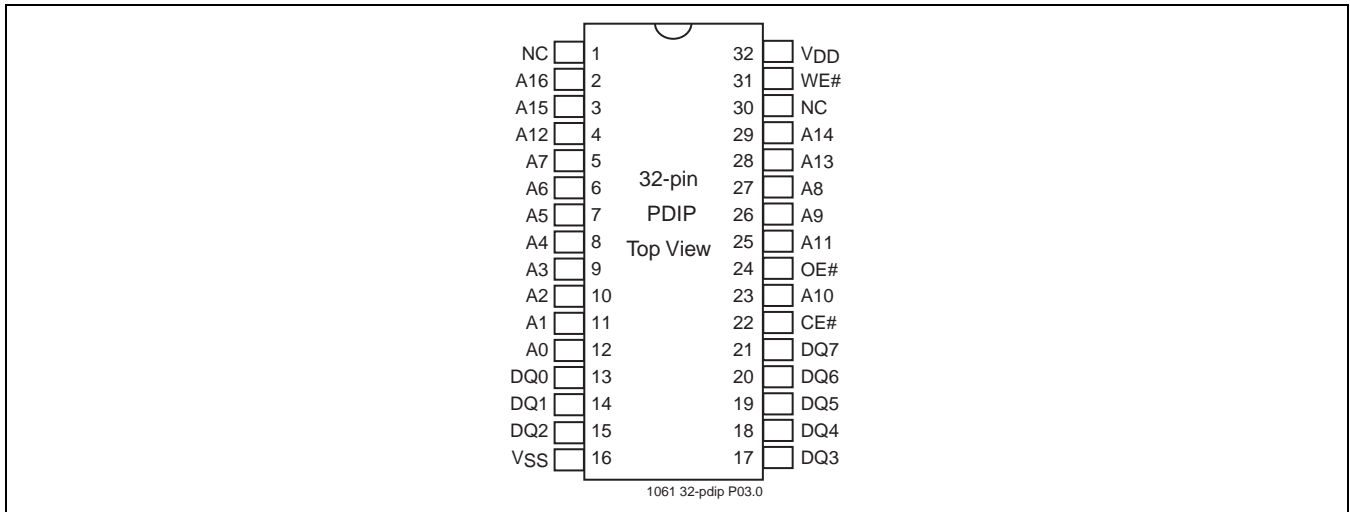 NC 1 32 VDD
A16 2 31 WE#
A15 3 30 NC
A12 4 29 A14
A7 5 28 A13
A6 6 32-pin 27 A8
A5 7 PDIP 26 A9
A4 8 Top View 25 A11
A3 9 24 OE#
A2 10 23 A10
A1 11 22 CE#
A0 12 21 DQ7
DQ0 13 20 DQ6
DQ1 14 19 DQ5
DQ2 15 18 DQ4
VSS 16 17 DQ3
1061 32-pdip P03.0